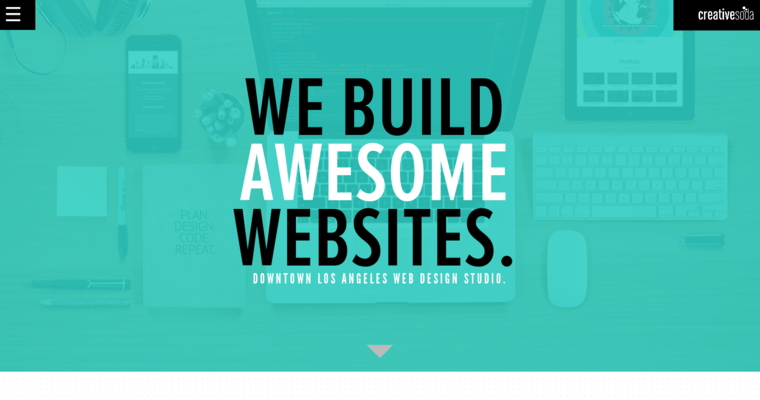 creativesoda
WE BUILD
AWESOME
WEBSITES.
DOWNTOWN LOS ANGELES WEB DESIGN STUDIO.
PLAN.
DESIGN.
CODE.
REPEAT.